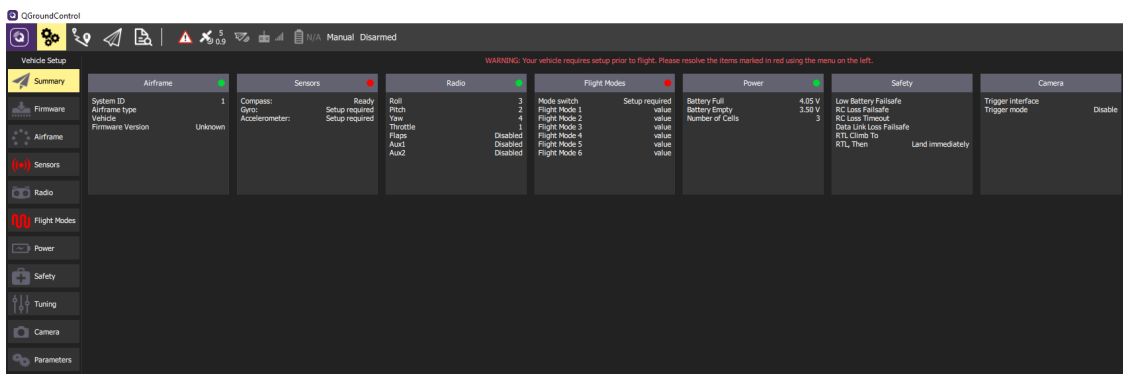 QGroundControl
5
0.9
N/A Manual Disarmed
Vehicle Setup
WARNING: Your vehicle requires setup prior to flight. Please resolve the items marked in red using the menu on the left.
Summary
Firmware
Airframe
Sensors
Radio
Flight Modes
Power
Safety
Tuning
Camera
Parameters
Airframe
System ID 1
Airframe type
Vehicle
Firmware Version Unknown
Sensors
Compass: Ready
Gyro: Setup required
Accelerometer: Setup required
Radio
Roll 3
Pitch 2
Yaw 4
Throttle 1
Flaps Disabled
Aux1 Disabled
Aux2 Disabled
Flight Modes
Mode switch Setup required
Flight Mode 1 value
Flight Mode 2 value
Flight Mode 3 value
Flight Mode 4 value
Flight Mode 5 value
Flight Mode 6 value
Power
Battery Full 4.05 V
Battery Empty 3.50 V
Number of Cells 3
Safety
Low Battery Failsafe
RC Loss Failsafe
RC Loss Timeout
Data Link Loss Failsafe
RTL Climb To
RTL, Then Land immediately
Camera
Trigger interface
Trigger mode Disable